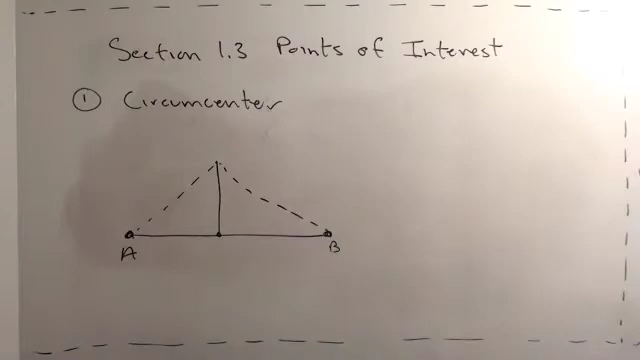 Section 1.3 Points of Interest
① Circumcenter
A
B